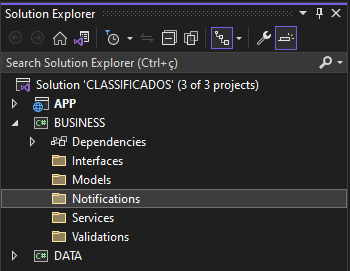 Solution Explorer
Search Solution Explorer (Ctrl+ç)
Solution 'CLASSIFICADOS' (3 of 3 projects)
APP
C# BUSINESS
Dependencies
Interfaces
Models
Notifications
Services
Validations
C# DATA